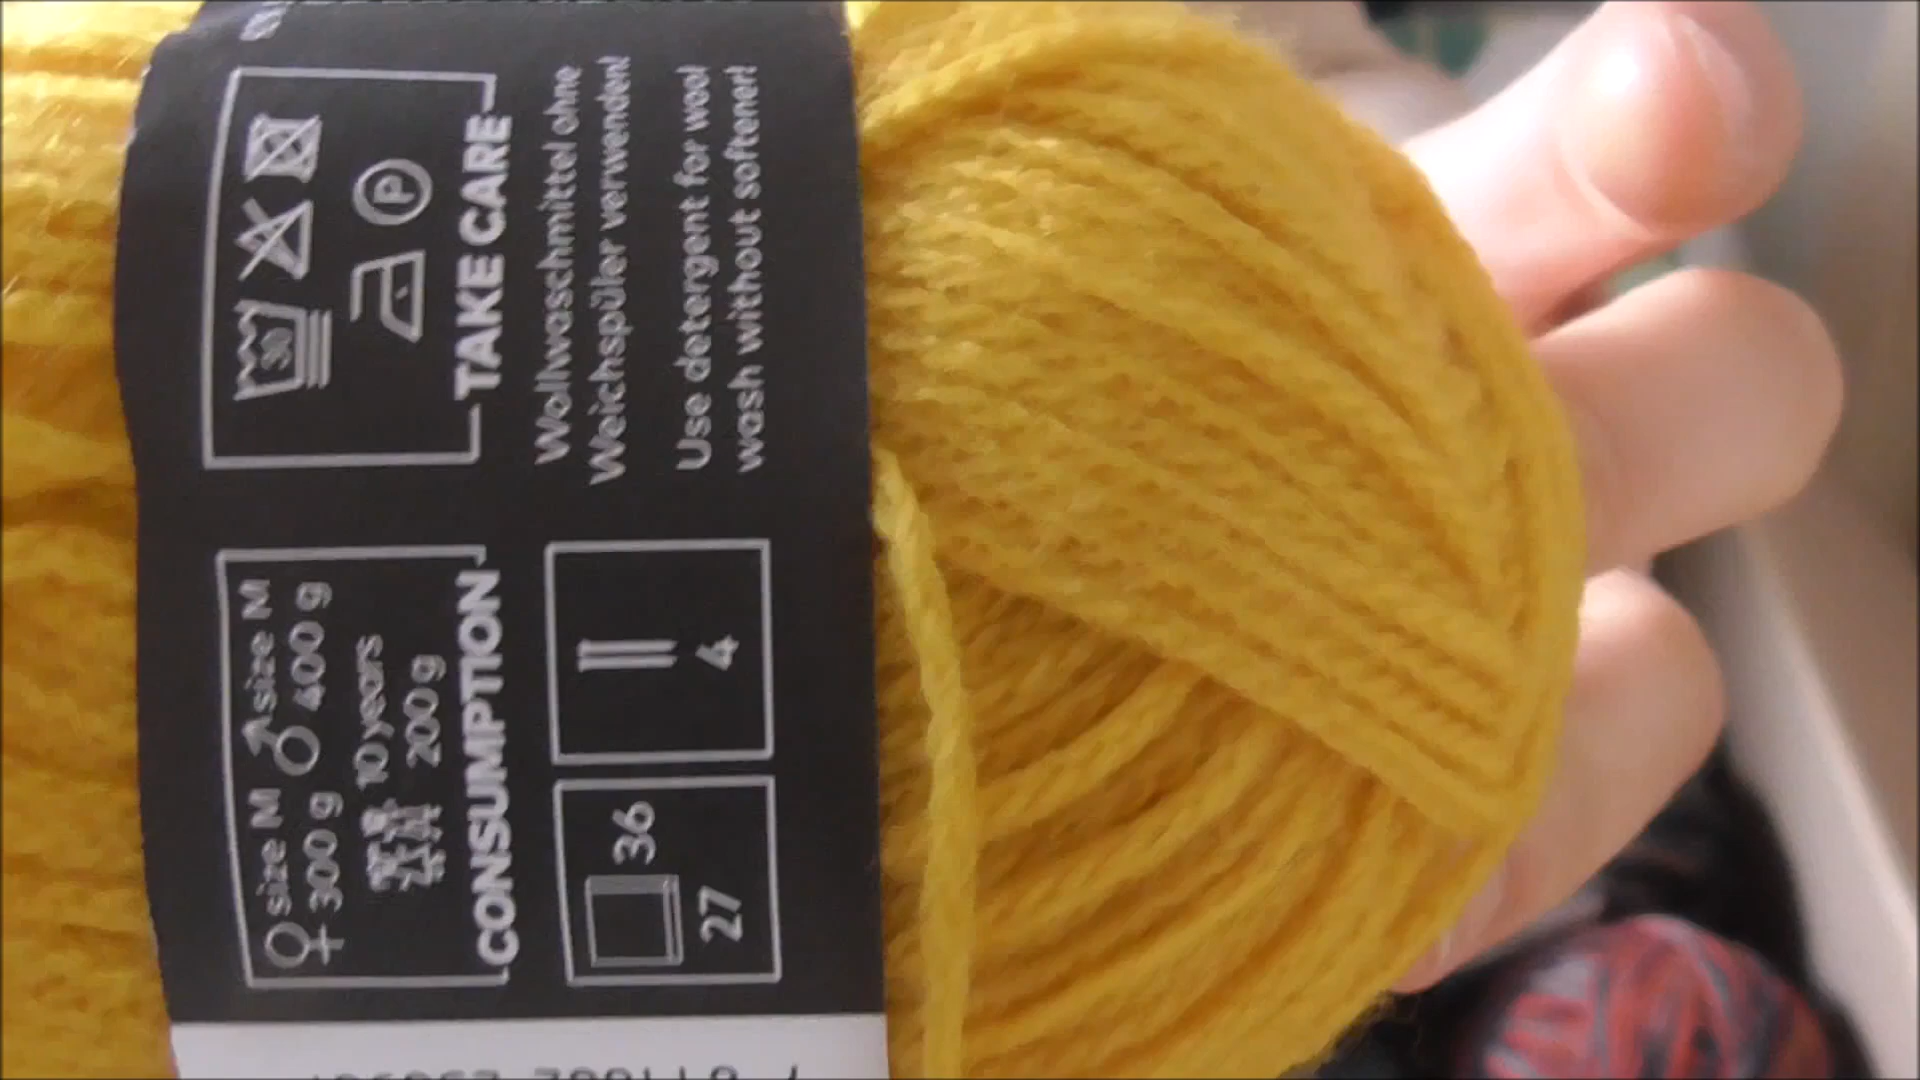 30
P
TAKE CARE
Wollwaschmittel ohne
Weichspüler verwenden!
Use detergent for wool
wash without softener!
size M
300 g
size M
400 g
10 years
200 g
CONSUMPTION
36
27
4